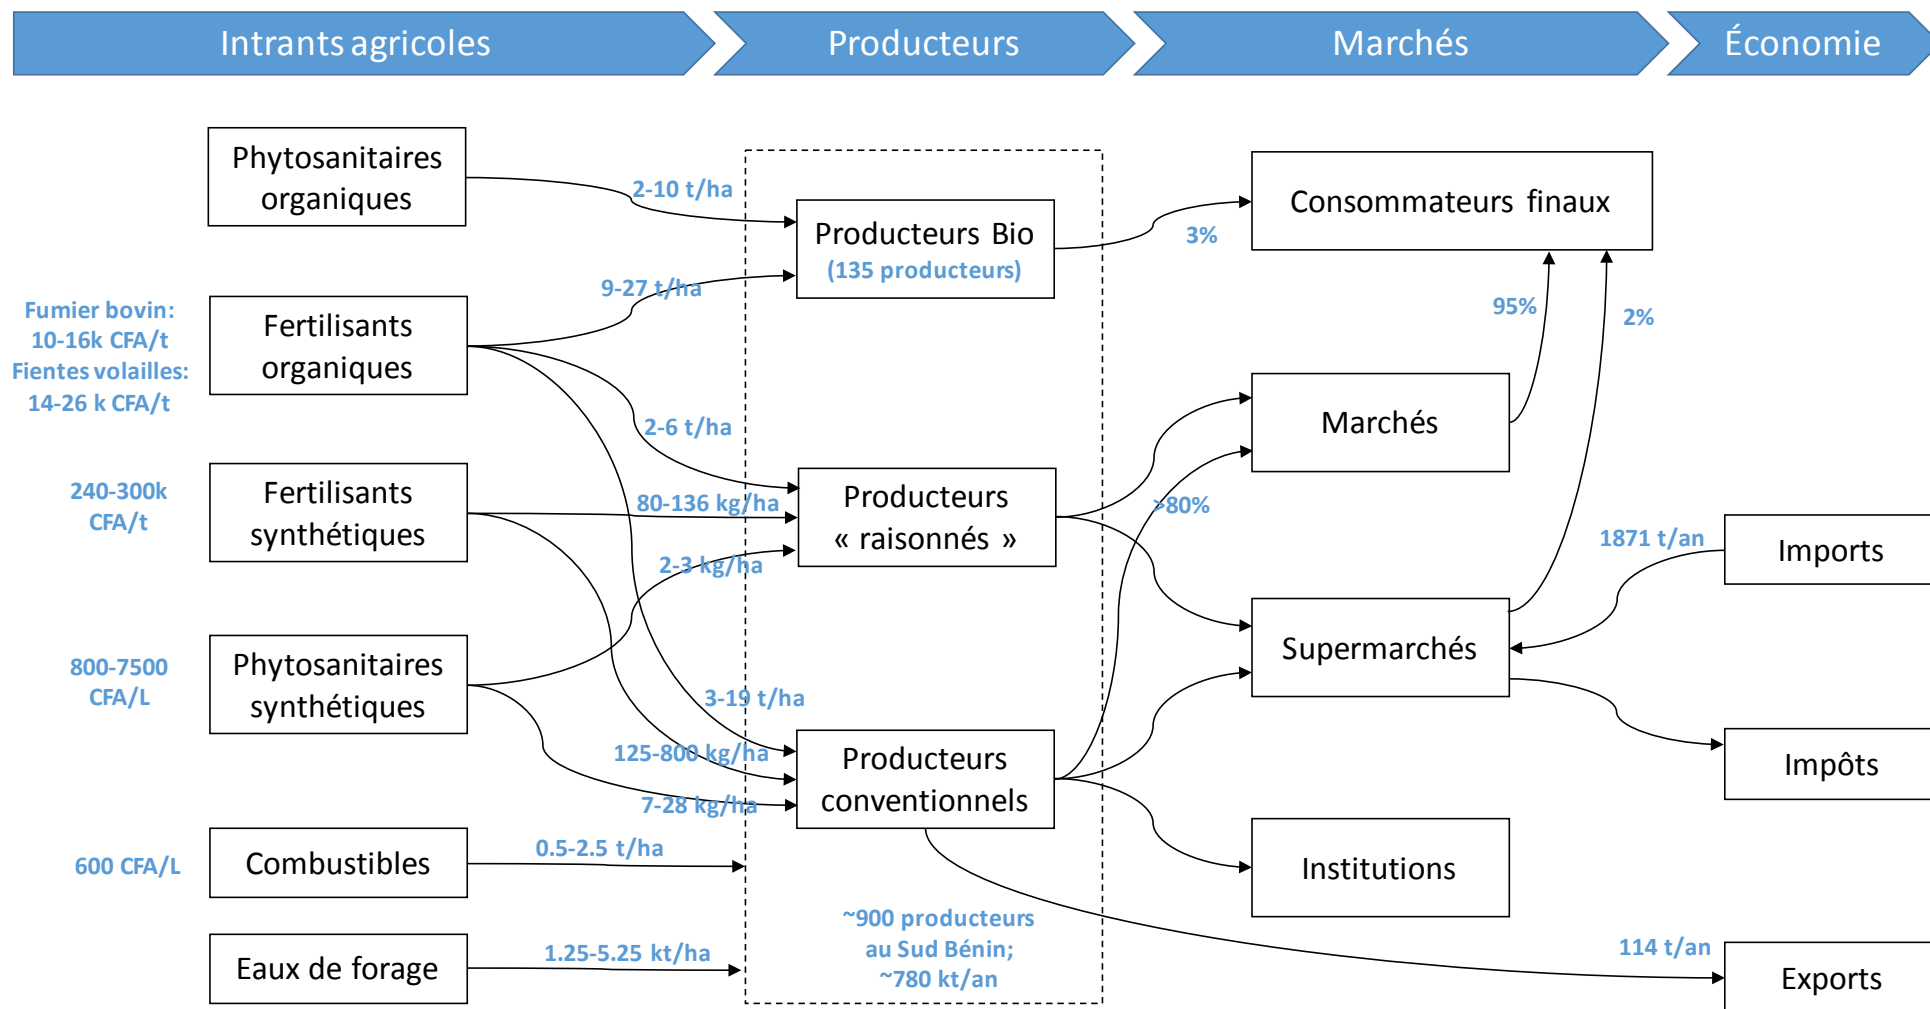 Intrants agricoles
Producteurs
Marchés
Économie
Phytosanitaires
organiques
2-10 t/ha
Fumier bovin:
10-16k CFA/t
Fientes volailles:
14-26 k CFA/t
Fertilisants
organiques
9-27 t/ha
2-6 t/ha
240-300k
CFA/t
Fertilisants
synthétiques
80-136 kg/ha
2-3 kg/ha
800-7500
CFA/L
Phytosanitaires
synthétiques
3-19 t/ha
125-800 kg/ha
7-28 kg/ha
600 CFA/L
Combustibles
0.5-2.5 t/ha
Eaux de forage
1.25-5.25 kt/ha
Producteurs Bio
(135 producteurs)
Producteurs
« raisonnés »
Producteurs
conventionnels
~900 producteurs
au Sud Bénin;
~780 kt/an
3%
>80%
Consommateurs finaux
95%
2%
Marchés
Supermarchés
Institutions
1871 t/an
Imports
Impôts
114 t/an
Exports